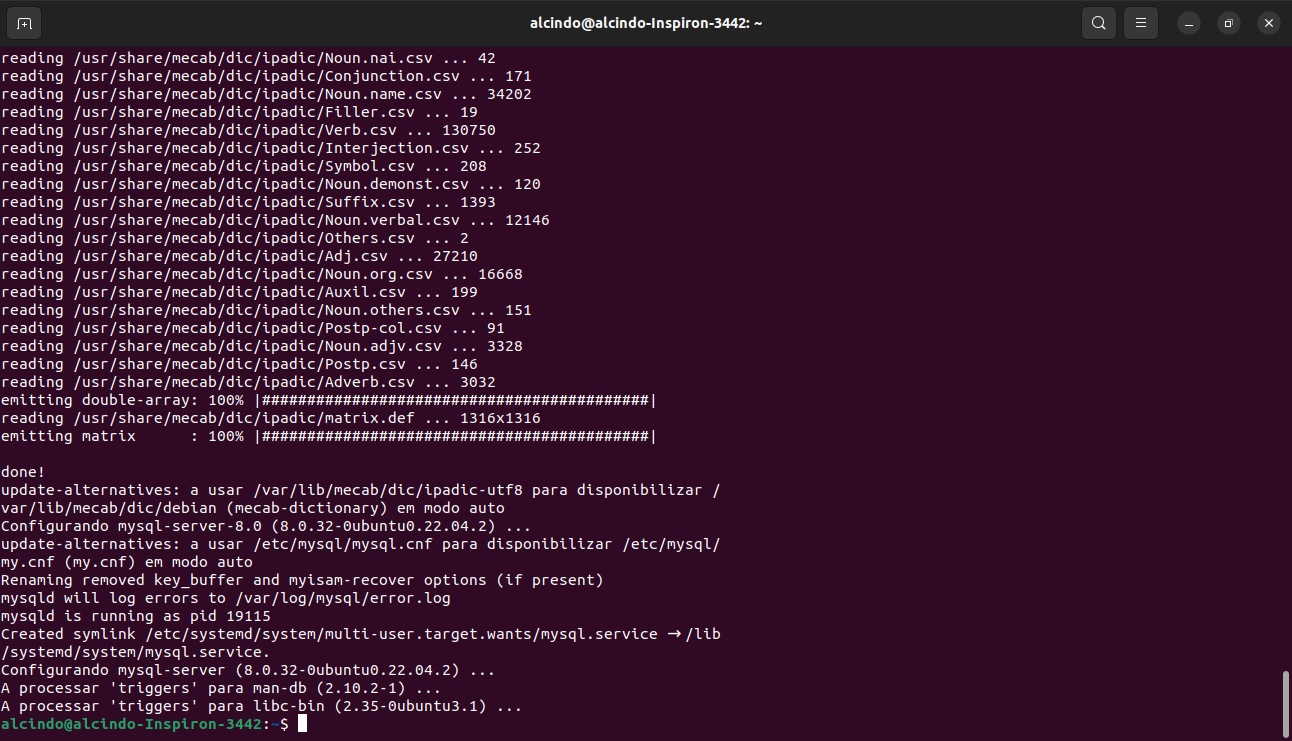 alcindo@alcindo-Inspiron-3442: ~
reading /usr/share/mecab/dic/ipadic/Noun.nai.csv ... 42
reading /usr/share/mecab/dic/ipadic/Conjunction.csv ... 171
reading /usr/share/mecab/dic/ipadic/Noun.name.csv ... 34202
reading /usr/share/mecab/dic/ipadic/Filler.csv ... 19
reading /usr/share/mecab/dic/ipadic/Verb.csv ... 130750
reading /usr/share/mecab/dic/ipadic/Interjection.csv ... 252
reading /usr/share/mecab/dic/ipadic/Symbol.csv ... 208
reading /usr/share/mecab/dic/ipadic/Noun.demonst.csv ... 120
reading /usr/share/mecab/dic/ipadic/Suffix.csv ... 1393
reading /usr/share/mecab/dic/ipadic/Noun.verbal.csv ... 12146
reading /usr/share/mecab/dic/ipadic/Others.csv ... 2
reading /usr/share/mecab/dic/ipadic/Adj.csv ... 27210
reading /usr/share/mecab/dic/ipadic/Noun.org.csv ... 16668
reading /usr/share/mecab/dic/ipadic/Auxil.csv ... 199
reading /usr/share/mecab/dic/ipadic/Noun.others.csv ... 151
reading /usr/share/mecab/dic/ipadic/Postp-col.csv ... 91
reading /usr/share/mecab/dic/ipadic/Noun.adjv.csv ... 3328
reading /usr/share/mecab/dic/ipadic/Postp.csv ... 146
reading /usr/share/mecab/dic/ipadic/Adverb.csv ... 3032
emitting double-array: 100% |###########################################|
reading /usr/share/mecab/dic/ipadic/matrix.def ... 1316x1316
emitting matrix      : 100% |###########################################|
done!
update-alternatives: a usar /var/lib/mecab/dic/ipadic-utf8 para disponibilizar /
var/lib/mecab/dic/debian (mecab-dictionary) em modo auto
Configurando mysql-server-8.0 (8.0.32-0ubuntu0.22.04.2) ...
update-alternatives: a usar /etc/mysql/mysql.cnf para disponibilizar /etc/mysql/
my.cnf (my.cnf) em modo auto
Renaming removed key_buffer and myisam-recover options (if present)
mysqld will log errors to /var/log/mysql/error.log
mysqld is running as pid 19115
Created symlink /etc/systemd/system/multi-user.target.wants/mysql.service → /lib
/systemd/system/mysql.service.
Configurando mysql-server (8.0.32-0ubuntu0.22.04.2) ...
A processar 'triggers' para man-db (2.10.2-1) ...
A processar 'triggers' para libc-bin (2.35-0ubuntu3.1) ...
alcindo@alcindo-Inspiron-3442:~$